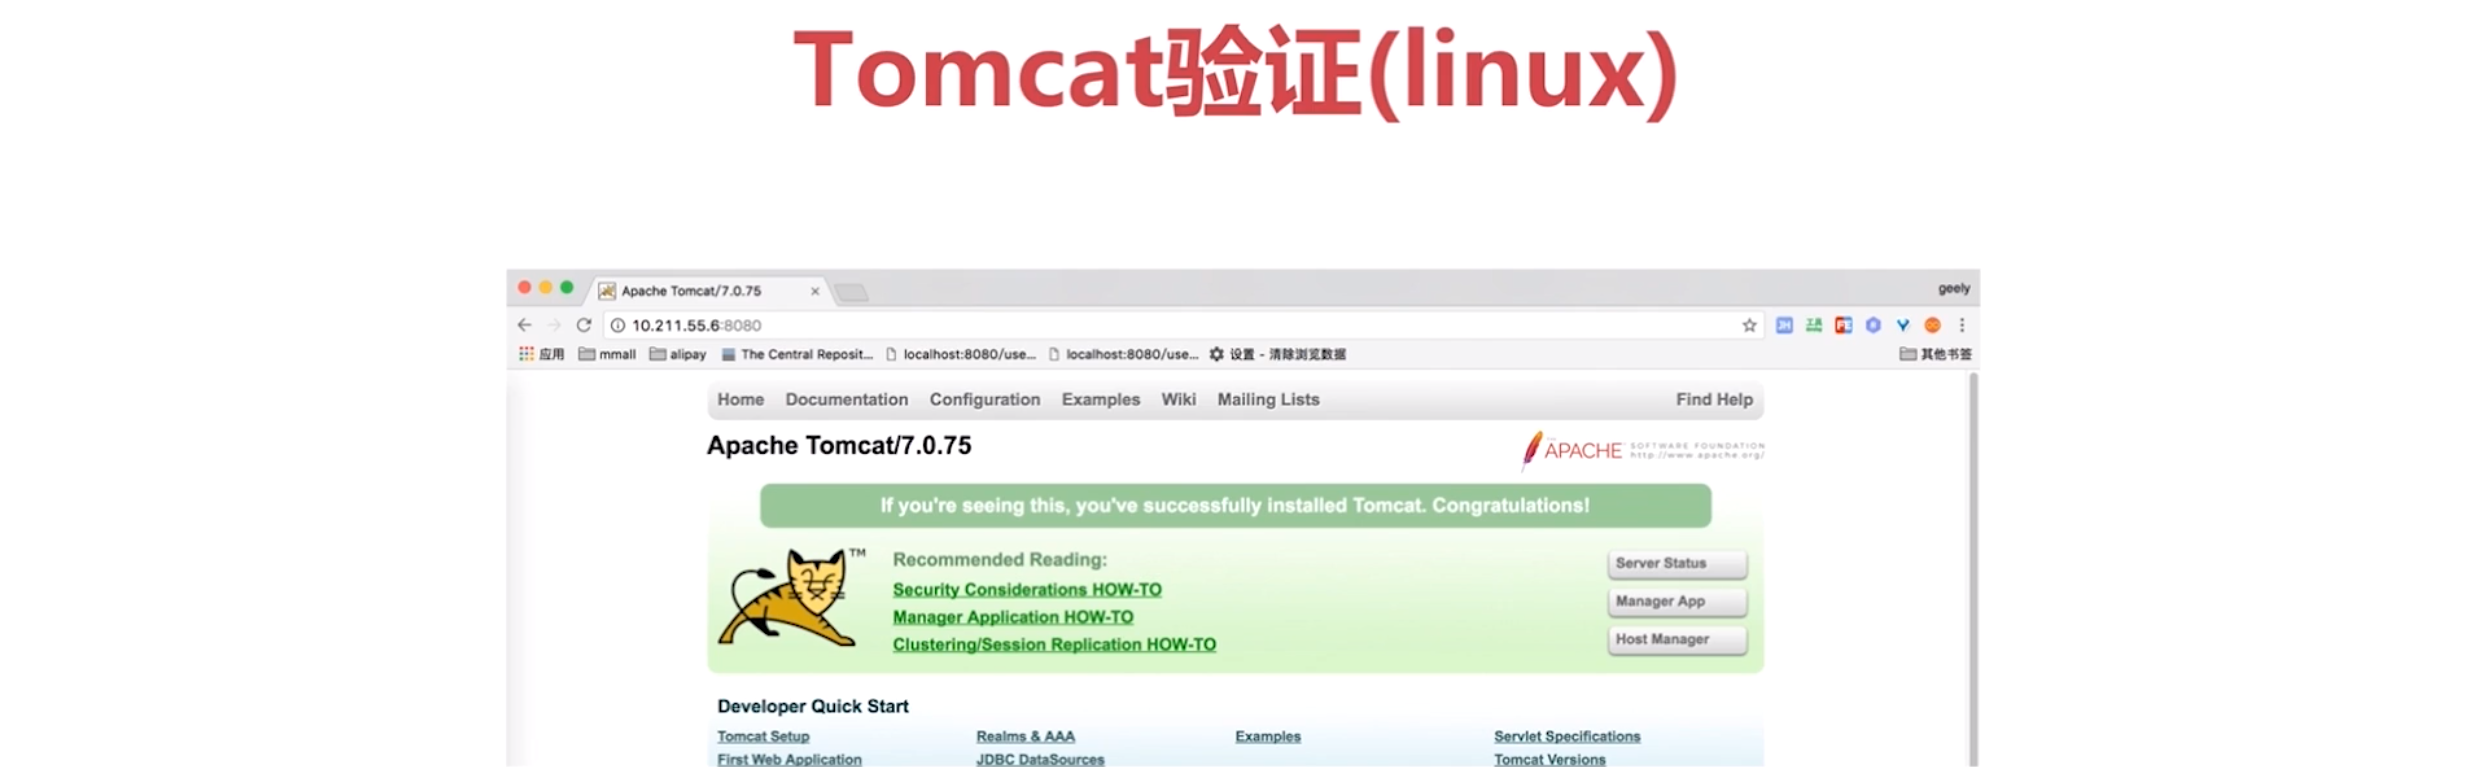 Tomcat验证(linux)
Apache Tomcat/7.0.75
geely
10.211.55.6:8080
应用 mmall alipay The Central Reposit... localhost:8080/use... localhost:8080/use... 设置 - 清除浏览数据 其他书签
Home Documentation Configuration Examples Wiki Mailing Lists Find Help
Apache Tomcat/7.0.75
APACHE SOFTWARE FOUNDATION
http://www.apache.org/
If you're seeing this, you've successfully installed Tomcat. Congratulations!
TM
Recommended Reading:
Security Considerations HOW-TO
Manager Application HOW-TO
Clustering/Session Replication HOW-TO
Server Status
Manager App
Host Manager
Developer Quick Start
Tomcat Setup Realms & AAA Examples Servlet Specifications
First Web Application JDBC DataSources Tomcat Versions